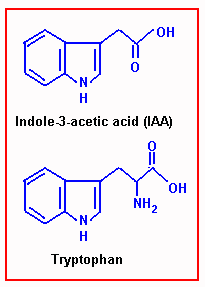 OH
O
N
H
Indole-3-acetic acid (IAA)
O
OH
NH2
N
H
Tryptophan